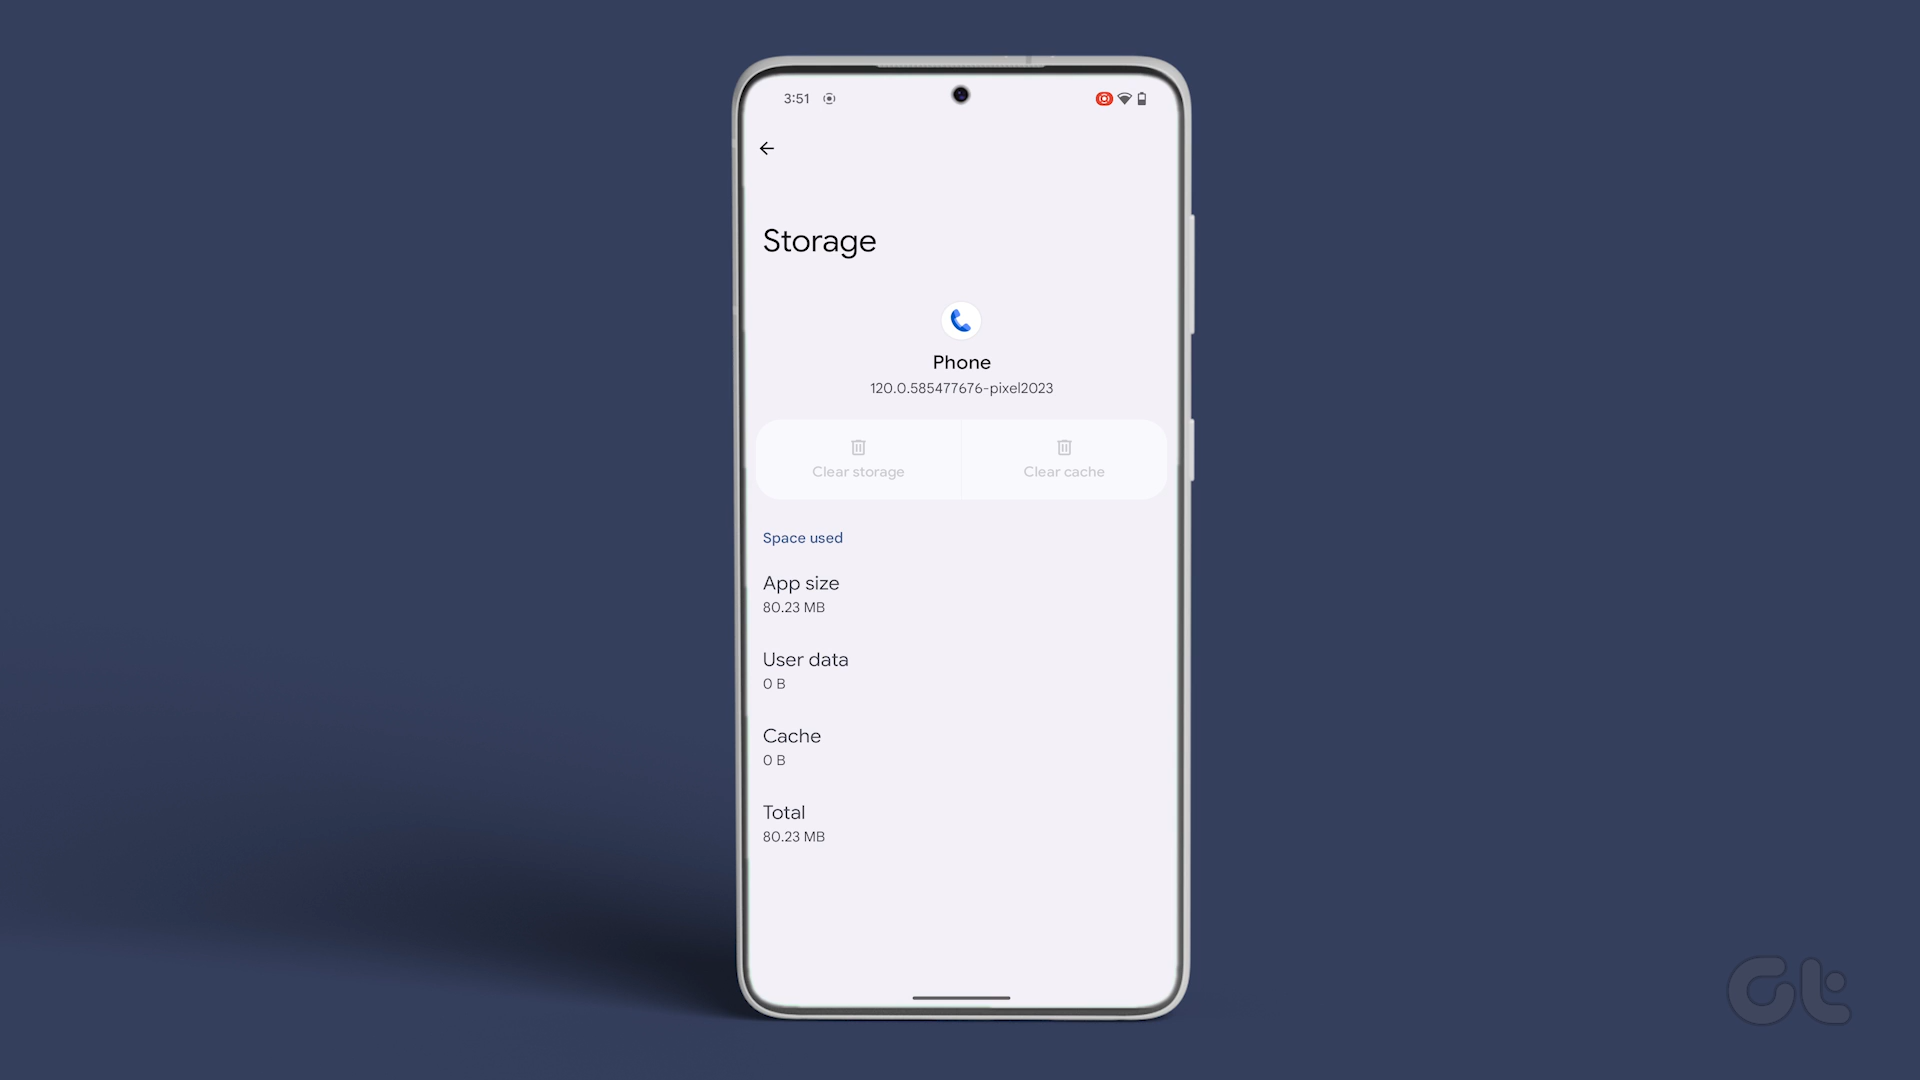 3:51
Storage
Phone
120.0.585477676-pixel2023
Clear storage
Clear cache
Space used
App size
80.23 MB
User data
0 B
Cache
0 B
Total
80.23 MB
Gt